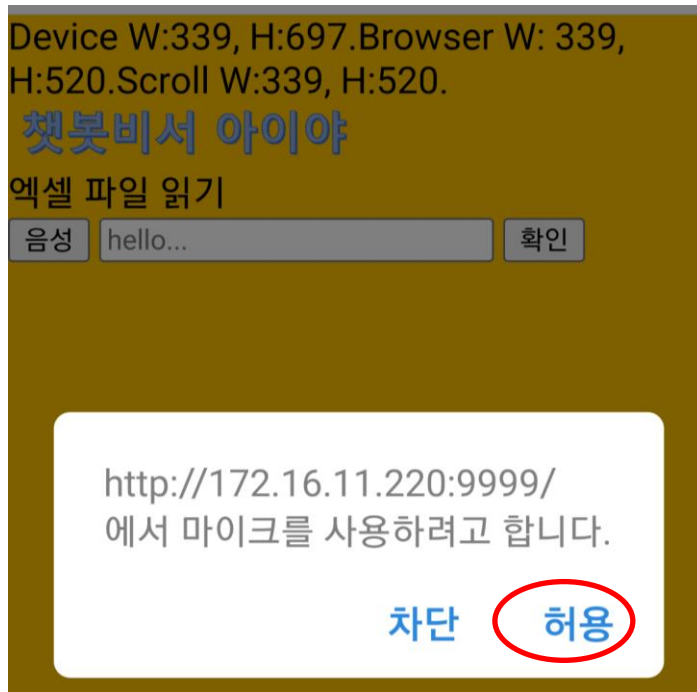 Device W:339, H:697.Browser W: 339,
H:520.Scroll W:339, H:520.
챗봇비서 아이야
엑셀 파일 읽기
음성 hello... 확인
http://172.16.11.220:9999/
에서 마이크를 사용하려고 합니다.
차단 허용